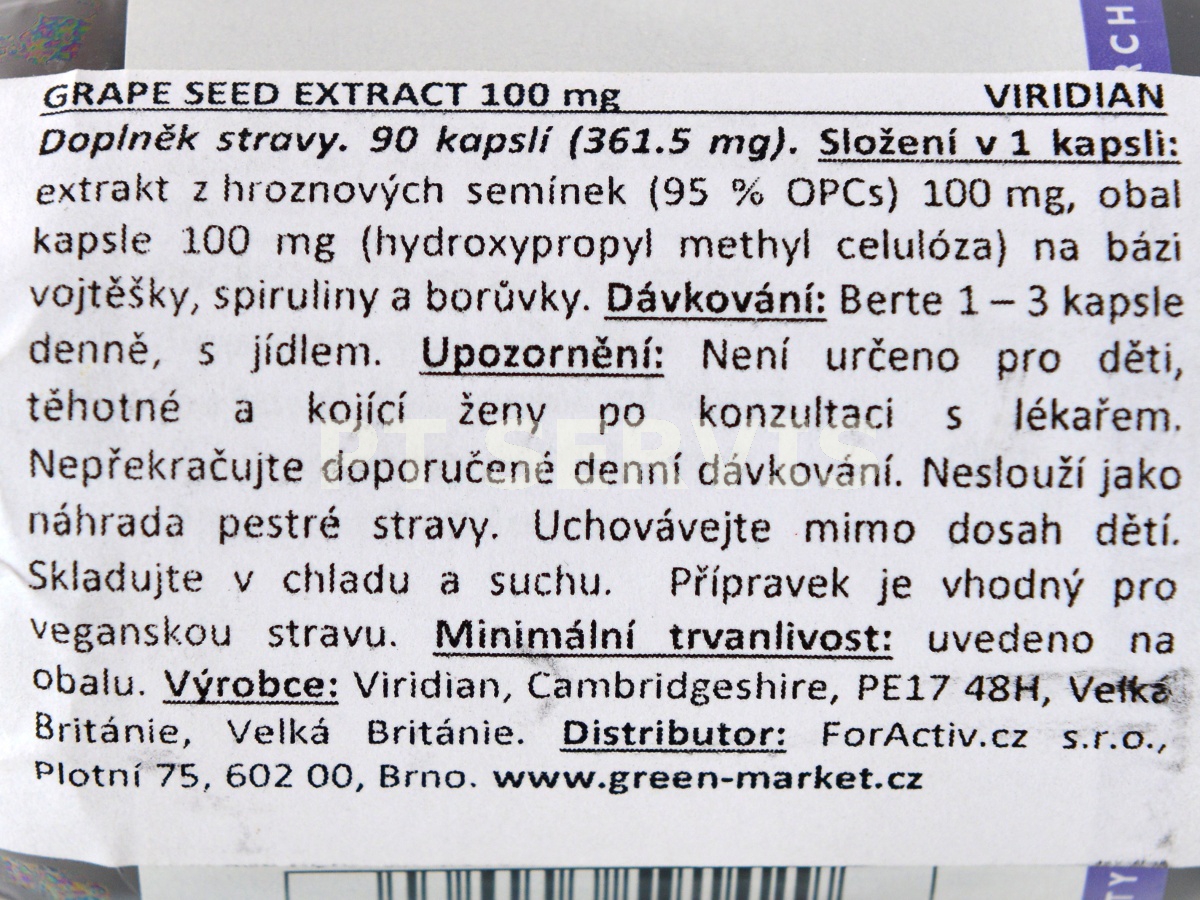 RCH
GRAPE SEED EXTRACT 100 mg VIRIDIAN
Doplněk stravy. 90 kapslí (361.5 mg). Složení v 1 kapsli:
extrakt z hroznových semínek (95 % OPCs) 100 mg, obal
kapsle 100 mg (hydroxypropyl methyl celulóza) na bázi
vojtěšky, spiruliny a borůvky. Dávkování: Berte 1 – 3 kapsle
denně, s jídlem. Upozornění: Není určeno pro děti,
těhotné a kojící ženy po konzultaci s lékařem.
PT SERVIS
Nepřekračujte doporučené denní dávkování. Neslouží jako
náhrada pestré stravy. Uchovávejte mimo dosah dětí.
Skladujte v chladu a suchu. Přípravek je vhodný pro
veganskou stravu. Minimální trvanlivost: uvedeno na
obalu. Výrobce: Viridian, Cambridgeshire, PE17 48H, Velká
Británie, Velká Británie. Distributor: ForActiv.cz s.r.o.,
Plotní 75, 602 00, Brno. www.green-market.cz
TY